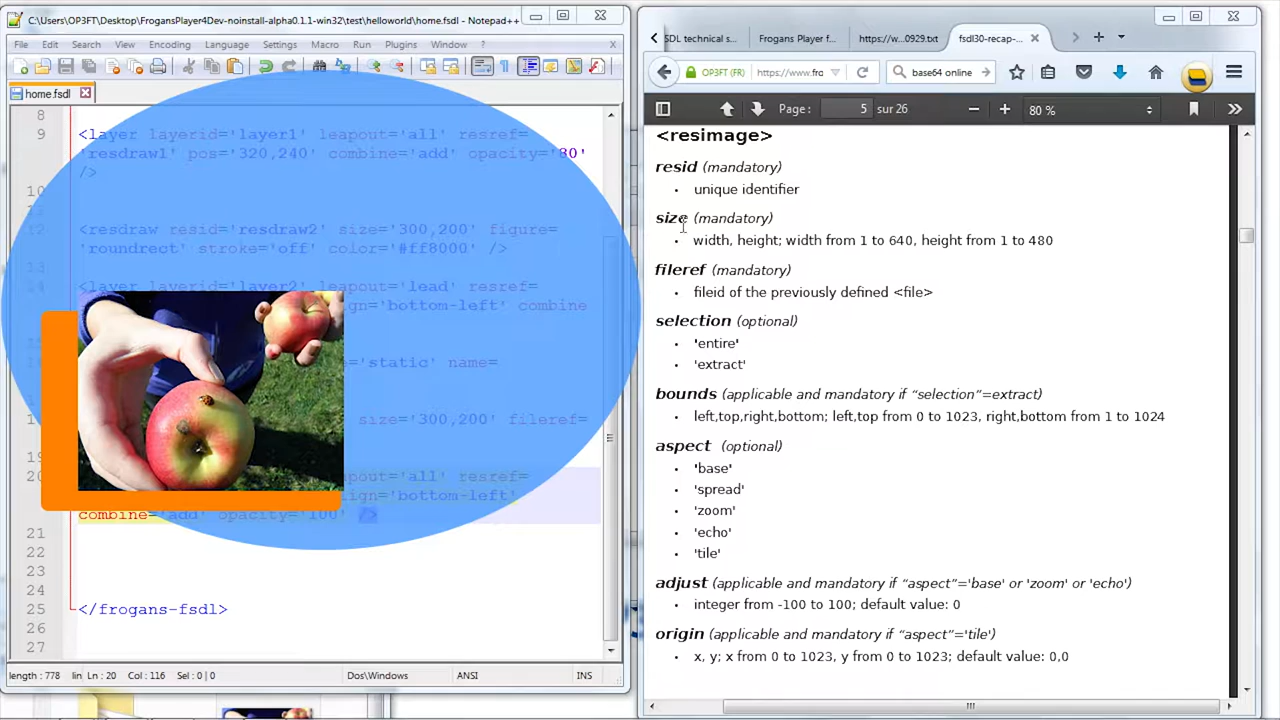 C:\Users\OP3FT\Desktop\FrogansPlayer4Dev-noinstall-alpha0.1.1-win32\test\helloworld\home.fsdl - Notepad++
File Edit Search View Encoding Language Settings Macro Run Plugins Window ? X
home.fsdl
8
9 <layer layerid='layer1' leapout='all' resref=
'resdraw1' pos='320,240' combine='add' opacity='80'
/>
10
12 <resdraw resid='resdraw2' size='300,200' figure=
'roundrect' stroke='off' color='#ff8000' />
13
<layer layerid='layer2' leapout='lead' resref=
lign='bottom-left' combine
'static' name=
size='300,200' fileref=
20 eapout='all' resref=
lign='bottom-left'
combine='add' opacity='100' />
21
22
23
24
25 </frogans-fsdl>
26
27
length : 778 lin Ln : 20 Col : 116 Sel : 0 | 0 Dos\Windows ANSI INS
SDL technical s... Frogans Player f... https://w...0929.txt fsdl30-recap-...
OP3FT (FR) https://www.fro base64 online
Page : 5 sur 26 80 %
<resimage>
resid (mandatory)
• unique identifier
size (mandatory)
• width, height; width from 1 to 640, height from 1 to 480
fileref (mandatory)
• fileid of the previously defined <file>
selection (optional)
• 'entire'
• 'extract'
bounds (applicable and mandatory if “selection”=extract)
• left,top,right,bottom; left,top from 0 to 1023, right,bottom from 1 to 1024
aspect (optional)
• 'base'
• 'spread'
• 'zoom'
• 'echo'
• 'tile'
adjust (applicable and mandatory if “aspect”='base' or 'zoom' or 'echo')
• integer from -100 to 100; default value: 0
origin (applicable and mandatory if “aspect”='tile')
• x, y; x from 0 to 1023, y from 0 to 1023; default value: 0,0